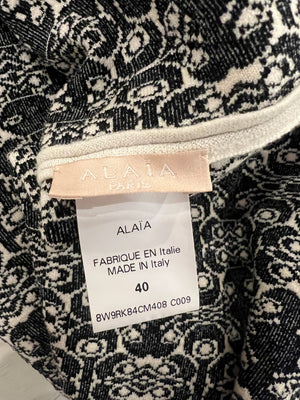 ALAÏA
PARIS
ALAÏA
FABRIQUE EN Italie
MADE IN Italy
40
8W9RK84CM408 C009